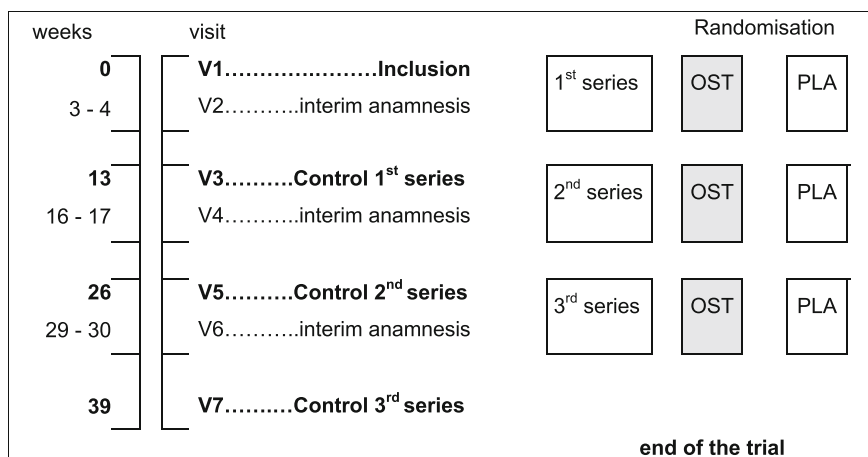 weeks visit Randomisation
0 V1.......................Inclusion 1st series OST PLA
3 - 4 V2...........interim anamnesis
13 V3..........Control 1st series 2nd series OST PLA
16 - 17 V4...........interim anamnesis
26 V5..........Control 2nd series 3rd series OST PLA
29 - 30 V6...........interim anamnesis
39 V7..........Control 3rd series
end of the trial